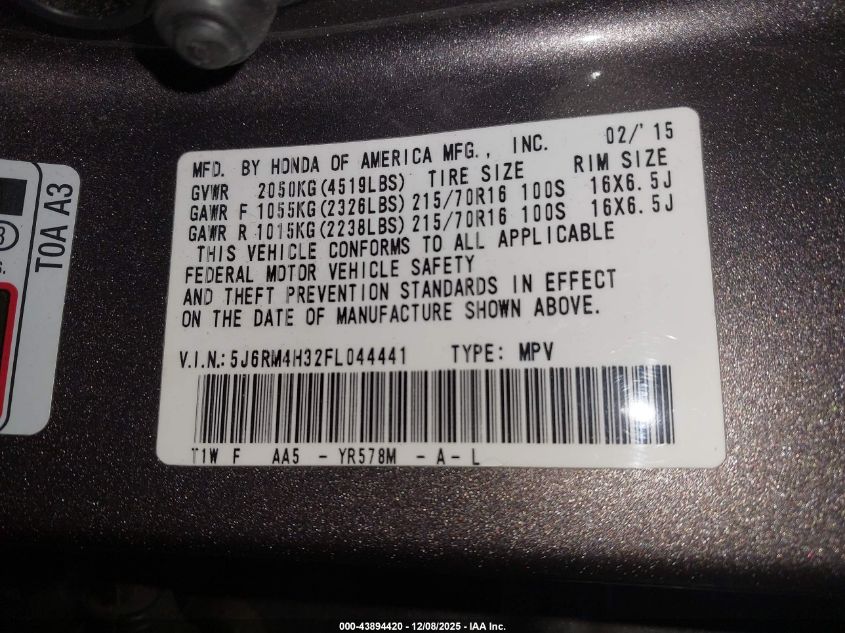 MFD. BY HONDA OF AMERICA MFG., INC. 02/'15
GVWR 2050KG(4519LBS) TIRE SIZE RIM SIZE
GAWR F 1055KG(2326LBS) 215/70R16 100S 16X6.5J
GAWR R 1015KG(2238LBS) 215/70R16 100S 16X6.5J
THIS VEHICLE CONFORMS TO ALL APPLICABLE
FEDERAL MOTOR VEHICLE SAFETY
AND THEFT PREVENTION STANDARDS IN EFFECT
ON THE DATE OF MANUFACTURE SHOWN ABOVE.
V.I.N.: 5J6RM4H32FL044441 TYPE: MPV
T1W F AA5 - YR578M - A - L
T0A A3
000-43894420 - 12/08/2025 - IAA Inc.